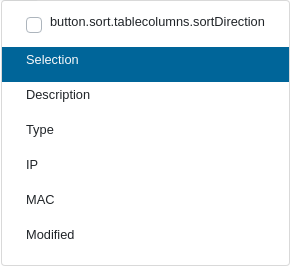 button.sort.tablecolumns.sortDirection
Selection
Description
Type
IP
MAC
Modified